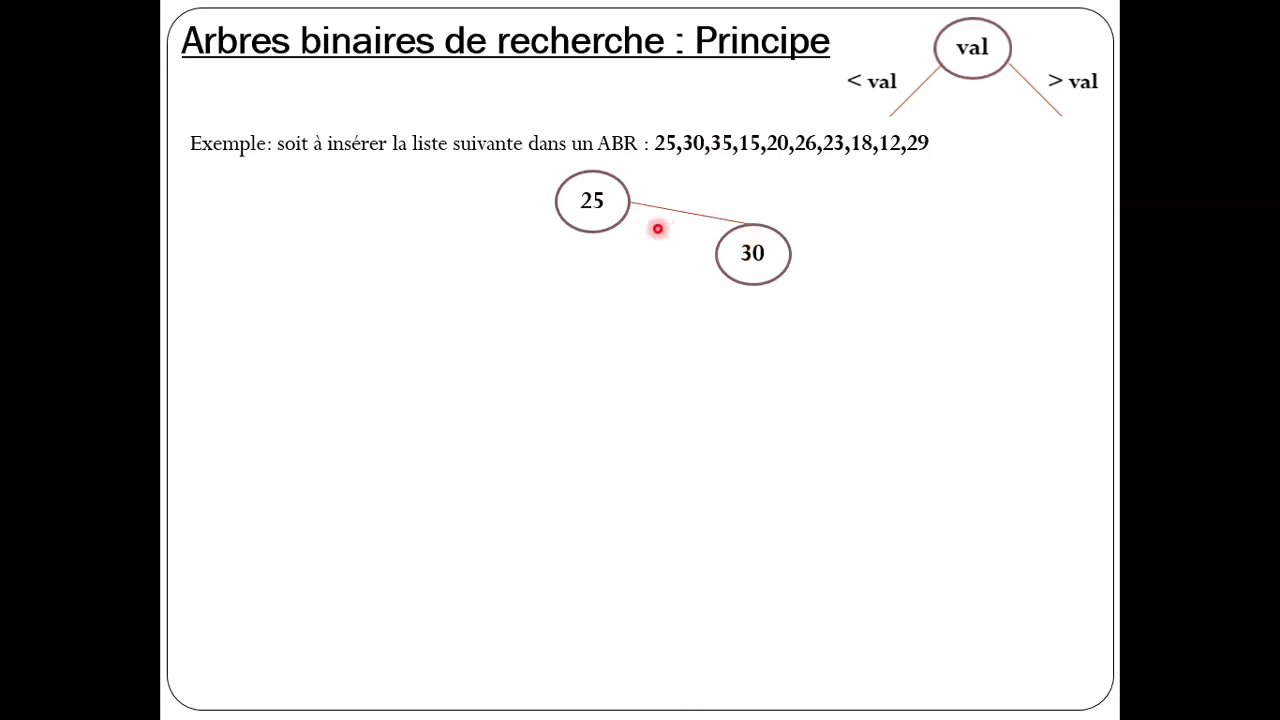 Arbres binaires de recherche : Principe
val
< val
> val
Exemple: soit à insérer la liste suivante dans un ABR : 25,30,35,15,20,26,23,18,12,29
25
30